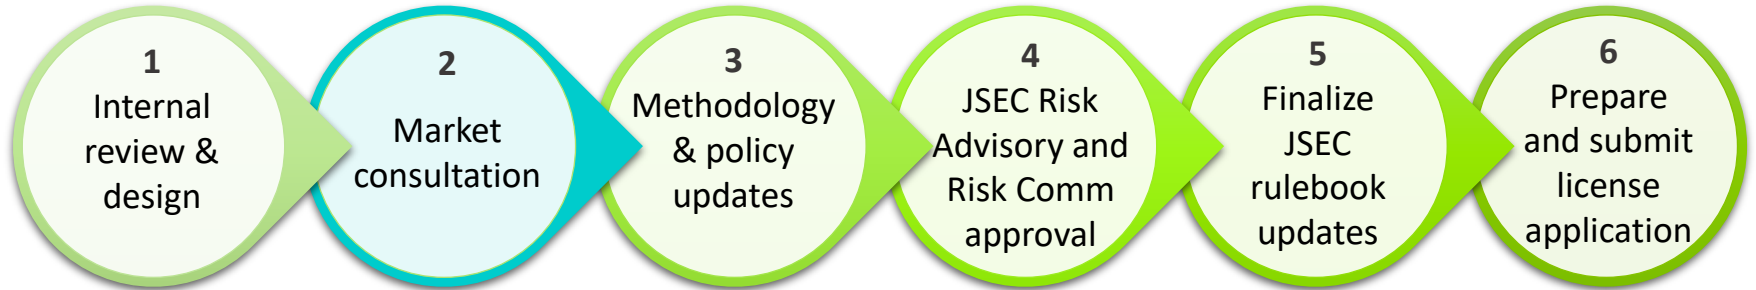 1
Internal
review &
design
2
Market
consultation
3
Methodology
& policy
updates
4
JSEC Risk
Advisory and
Risk Comm
approval
5
Finalize
JSEC
rulebook
updates
6
Prepare
and submit
license
application